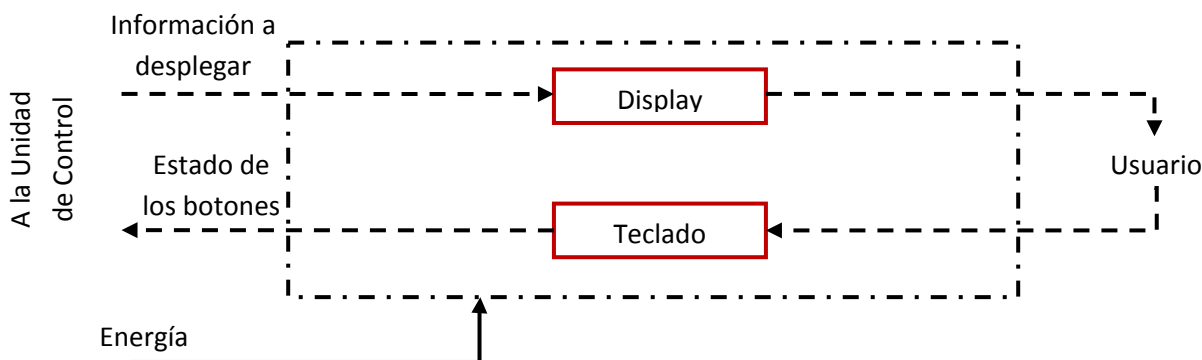 Información a
desplegar
Display
A la Unidad
de Control
Estado de
los botones
Usuario
Teclado
Energía